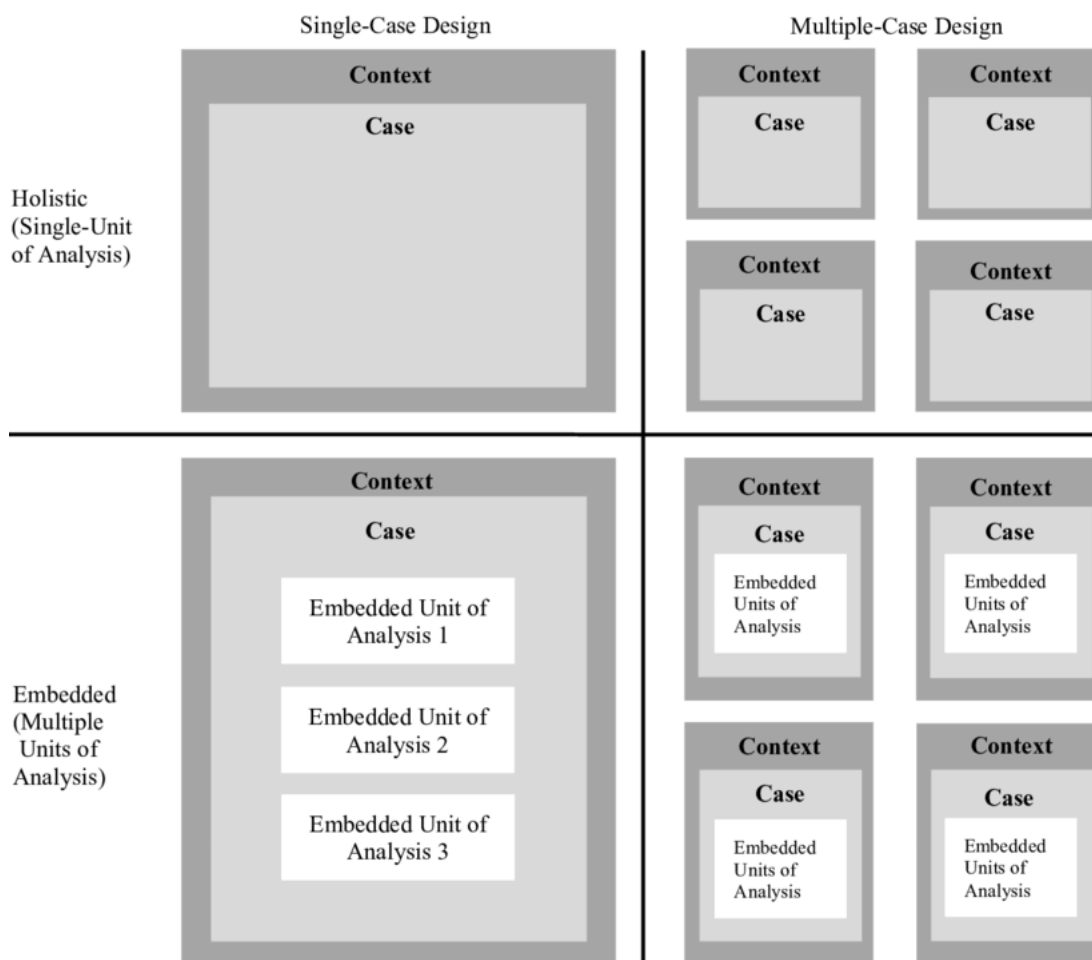 Single-Case Design
Multiple-Case Design
Holistic
(Single-Unit
of Analysis)
Context
Case
Context
Case
Context
Case
Context
Case
Context
Case
Embedded
(Multiple
Units of
Analysis)
Context
Case
Embedded Unit of
Analysis 1
Embedded Unit of
Analysis 2
Embedded Unit of
Analysis 3
Context
Case
Embedded
Units of
Analysis
Context
Case
Embedded
Units of
Analysis
Context
Case
Embedded
Units of
Analysis
Context
Case
Embedded
Units of
Analysis